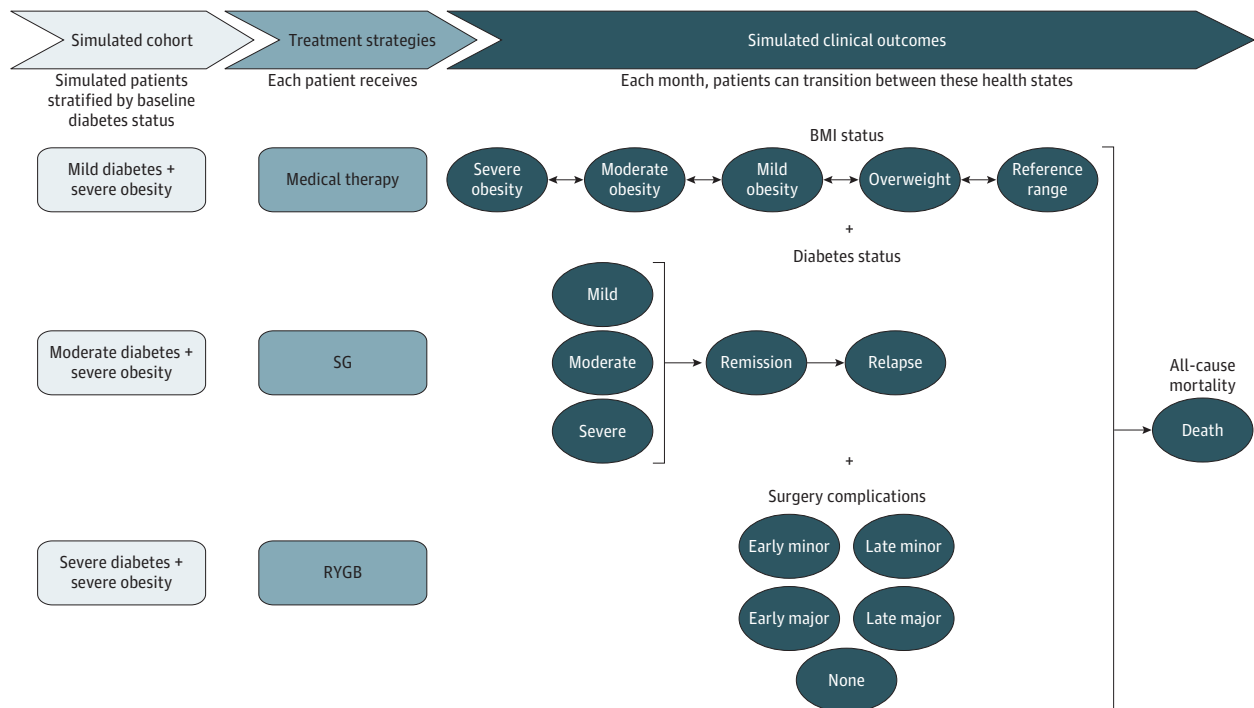 Simulated cohort
Treatment strategies
Simulated clinical outcomes
Simulated patients
stratified by baseline
diabetes status
Each patient receives
Each month, patients can transition between these health states
Mild diabetes +
severe obesity
Medical therapy
BMI status
Severe
obesity
Moderate
obesity
Mild
obesity
Overweight
Reference
range
+
Diabetes status
Mild
Moderate diabetes +
severe obesity
SG
Moderate
Remission
Relapse
Severe
All-cause
mortality
Death
+
Surgery complications
Severe diabetes +
severe obesity
RYGB
Early minor
Late minor
Early major
Late major
None